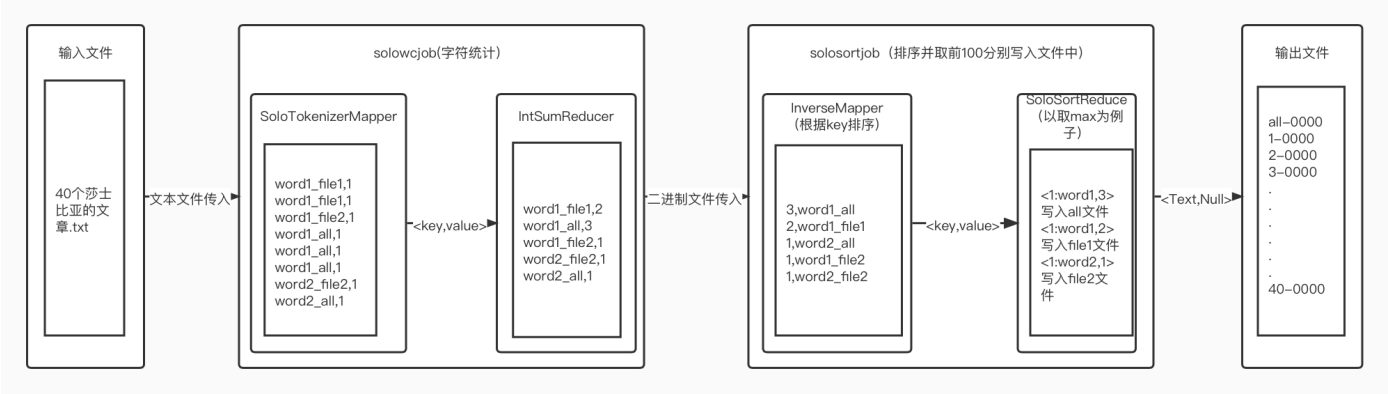 输入文件
40个莎士
比亚的文
章.txt
文本文件传入
solowcjob(字符统计）
SoloTokenizerMapper
word1_file1,1
word1_file1,1
word1_file2,1
word1_all,1
word1_all,1
word1_all,1
word2_file2,1
word2_all,1
<key,value>
IntSumReducer
word1_file1,2
word1_all,3
word1_file2,1
word2_file2,1
word2_all,1
二进制文件传入
solosortjob（排序并取前100分别写入文件中）
InverseMapper
（根据key排序）
3,word1_all
2,word1_file1
1,word2_all
1,word1_file2
1,word2_file2
<key,value>
SoloSortReduce
（以取max为例
子）
<1:word1,3>
写入all文件
<1:word1,2>
写入file1文件
<1:word2,1>
写入file2文
件
<Text,Null>
输出文件
all-0000
1-0000
2-0000
3-0000
.
.
.
.
.
.
40-0000